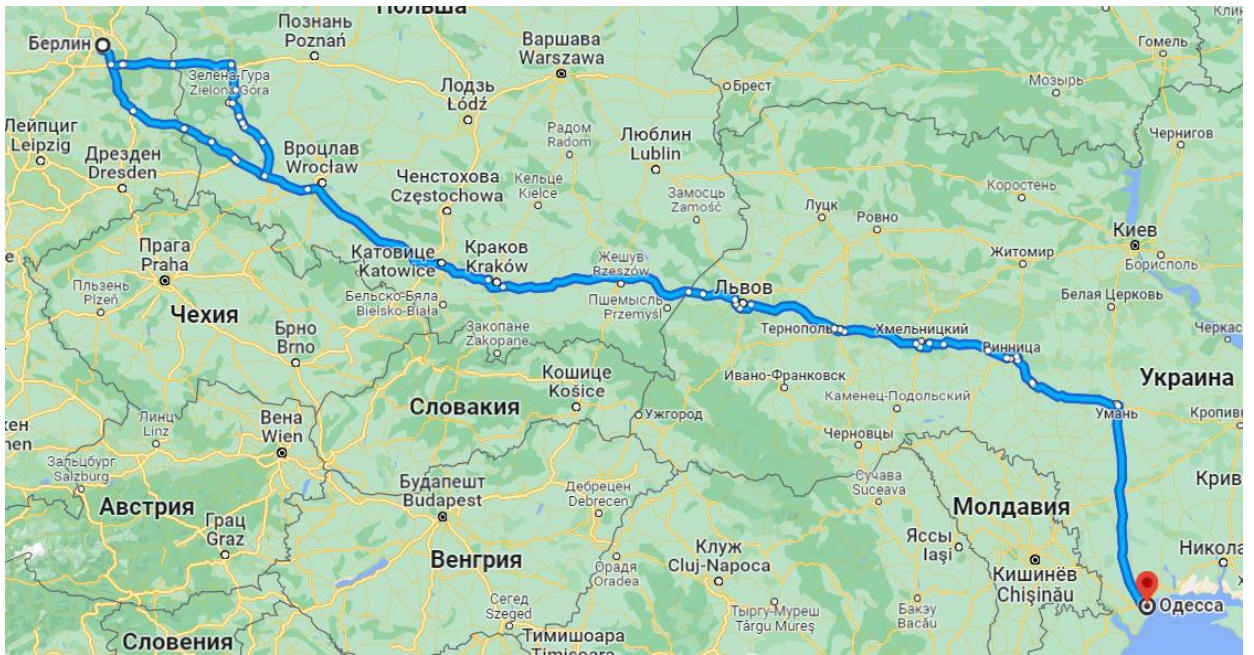 Польша
Клин
Гомель
Берлин
Познань
Poznań
Варшава
Warszawa
Мозырь
Зелёна-Гура
Zielona Góra
Лодзь
Łódź
Брест
Лейпциг
Leipzig
Радом
Radom
Люблин
Lublin
Чернигов
Дрезден
Dresden
Вроцлав
Wrocław
Ченстохова
Częstochowa
Кельце
Kielce
Замосць
Zamość
Луцк
Ровно
Коростень
Киев
Прага
Praha
Катовице
Katowice
Краков
Kraków
Жешув
Rzeszów
Житомир
Борисполь
Пльзень
Plzeň
Чехия
Бельско-Бяла
Bielsko-Biała
Пшемысль
Przemyśl
Львов
Белая Церковь
Брно
Brno
Закопане
Zakopane
Тернополь
Хмельницкий
Винница
Черкас
Кошице
Košice
Ивано-Франковск
Украина
Линц
Linz
Вена
Wien
Словакия
Ужгород
Каменец-Подольский
Умань
Кропивн
Черновцы
Зальцбург
Salzburg
Будапешт
Budapest
Дебрецен
Debrecen
Сучава
Suceava
Криво
Австрия
Грац
Graz
Молдавия
Яссы
Iași
Венгрия
Орадя
Oradea
Клуж
Cluj-Napoca
Кишинёв
Chișinău
Никола
Сегед
Szeged
Тыргу-Муреш
Târgu Mureș
Бакэу
Bacău
Одесса
Словения
Тимишоара
Timișoara